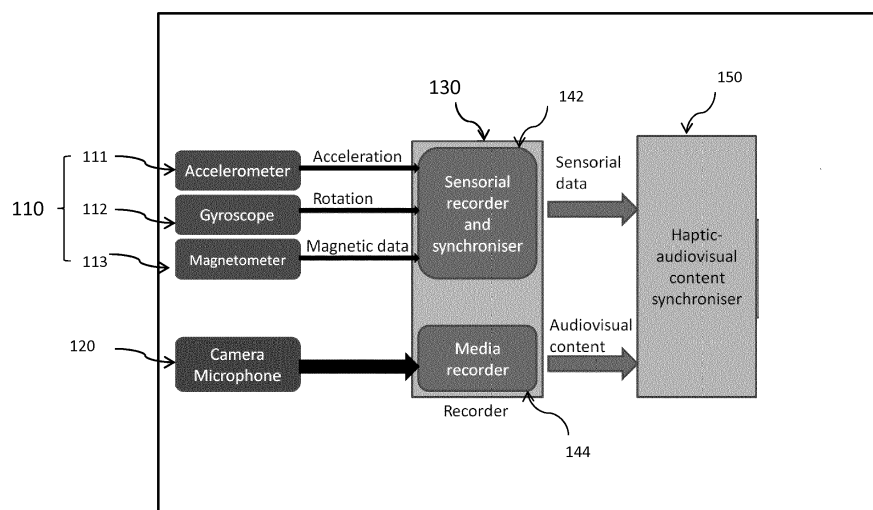 130
142
150
110
111
Accelerometer
Acceleration
112
Gyroscope
Rotation
113
Magnetometer
Magnetic data
Sensorial
recorder
and
synchroniser
Sensorial
data
Haptic-
audiovisual
content
synchroniser
120
Camera
Microphone
Media
recorder
Audiovisual
content
Recorder
144